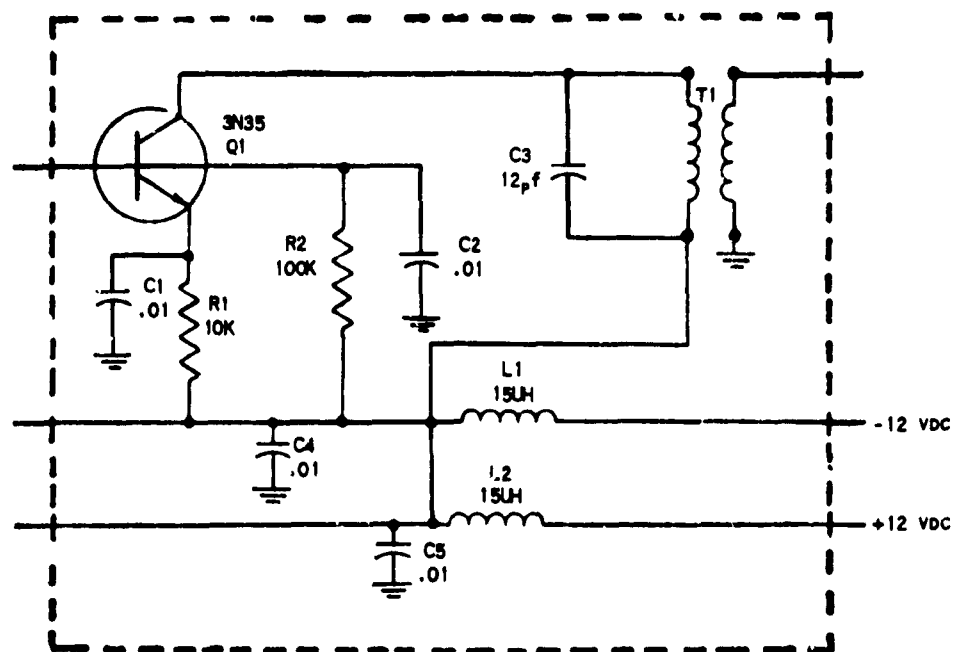 3N35
Q1
T1
C3
12pf
R2
100K
C2
.01
C1
.01
R1
10K
L1
15UH
-12 VDC
C4
.01
L2
15UH
+12 VDC
C5
.01